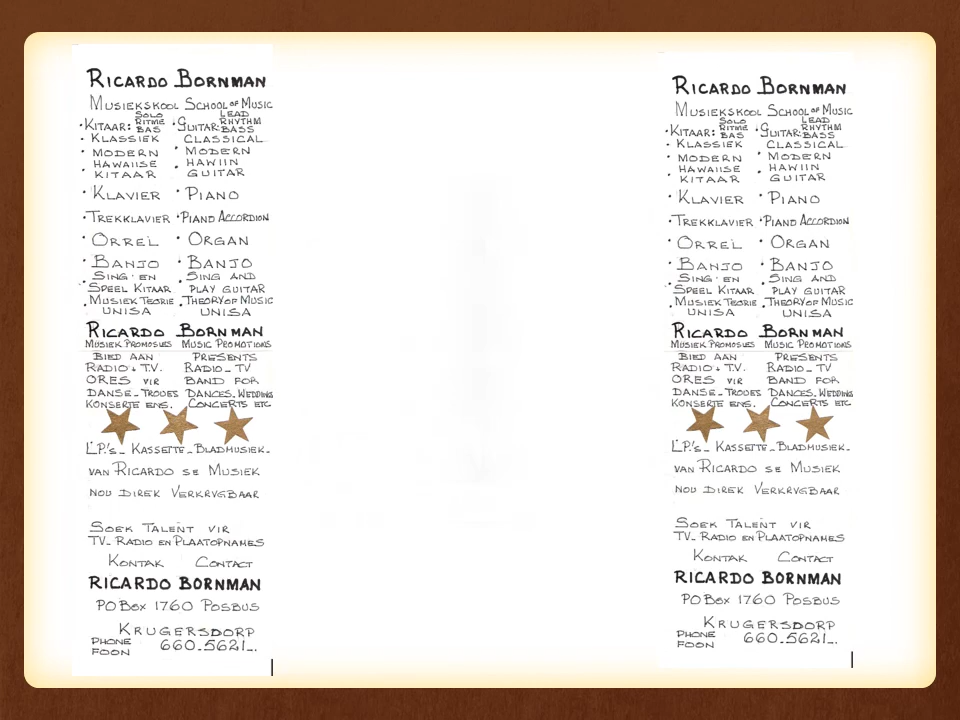 RICARDO BORNMAN
MUSIEKSKOOL SCHOOL OF MUSIC
SOLO LEAD
• KITAAR: RITME • GUITAR: RHYTHM
BAS BASS
• KLASSIEK CLASSICAL
• MODERN • MODERN
HAWAIISE HAWIIN
• KITAAR • GUITAR
• KLAVIER • PIANO
• TREKKLAVIER • PIANO ACCORDION
• ORREL • ORGAN
• BANJO • BANJO
SING EN • SING AND
• SPEEL KITAAR PLAY GUITAR
• MUSIEK TEORIE • THEORY OF MUSIC
UNISA UNISA
RICARDO BORNMAN
MUSIEK PROMOSIES MUSIC PROMOTIONS
BIED AAN PRESENTS
RADIO & T.V. RADIO - TV
ORES VIR BAND FOR
DANSE - TROUES DANCES, WEDDING
KONSERTE ENS. CONCERTS ETC
L.P.'s - KASSETTE - BLADMUSIEK -
VAN RICARDO SE MUSIEK
NOU DIREK VERKRYGBAAR
SOEK TALENT VIR
TV - RADIO EN PLAATOPNAMES
KONTAK CONTACT
RICARDO BORNMAN
PO BOX 1760 POSBUS
KRUGERSDORP
PHONE 660-5621
FOON
RICARDO BORNMAN
MUSIEKSKOOL SCHOOL OF MUSIC
SOLO LEAD
• KITAAR: RITME • GUITAR: RHYTHM
BAS BASS
• KLASSIEK CLASSICAL
• MODERN • MODERN
HAWAIISE HAWIIN
• KITAAR • GUITAR
• KLAVIER • PIANO
• TREKKLAVIER • PIANO ACCORDION
• ORREL • ORGAN
• BANJO • BANJO
SING EN • SING AND
• SPEEL KITAAR PLAY GUITAR
• MUSIEK TEORIE • THEORY OF MUSIC
UNISA UNISA
RICARDO BORNMAN
MUSIEK PROMOSIES MUSIC PROMOTIONS
BIED AAN PRESENTS
RADIO & T.V. RADIO - TV
ORES VIR BAND FOR
DANSE - TROUES DANCES, WEDDING
KONSERTE ENS. CONCERTS ETC
L.P.'s - KASSETTE - BLADMUSIEK -
VAN RICARDO SE MUSIEK
NOU DIREK VERKRYGBAAR
SOEK TALENT VIR
TV - RADIO EN PLAATOPNAMES
KONTAK CONTACT
RICARDO BORNMAN
PO BOX 1760 POSBUS
KRUGERSDORP
PHONE 660-5621
FOON